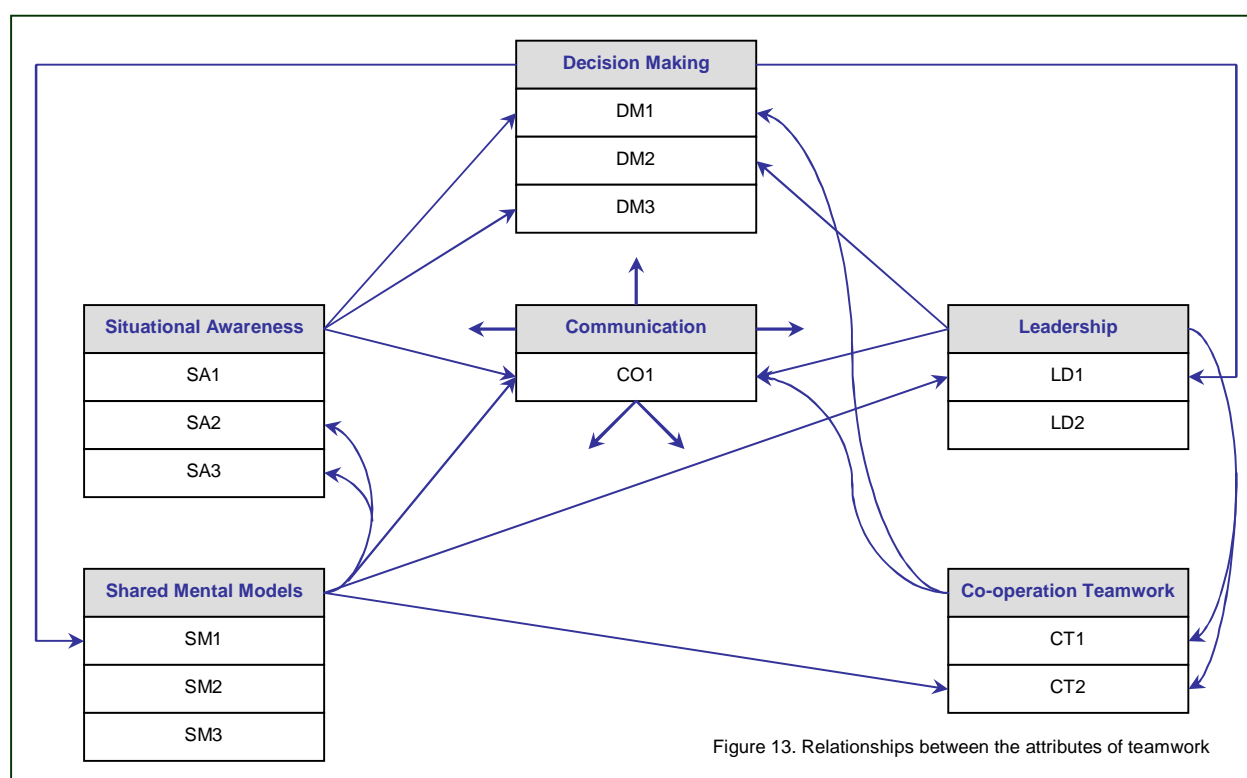 Decision Making
DM1
DM2
DM3
Situational Awareness
SA1
SA2
SA3
Communication
CO1
Leadership
LD1
LD2
Shared Mental Models
SM1
SM2
SM3
Co-operation Teamwork
CT1
CT2
Figure 13. Relationships between the attributes of teamwork